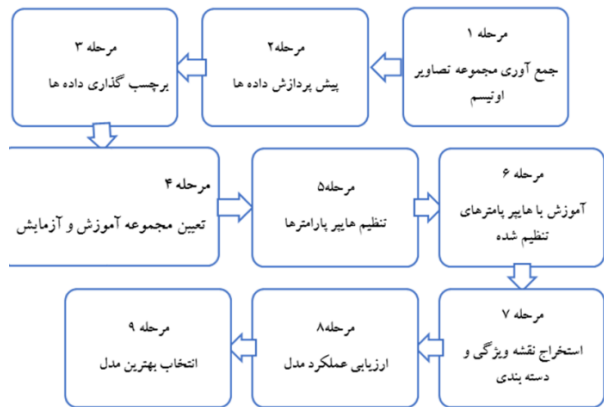 مرحله ۱
جمع آوری مجموعه تصاویر
اوتیسم
مرحله۲
پیش پردازش داده ها
مرحله ۳
برچسب گذاری داده ها
مرحله ۴
تعیین مجموعه آموزش و آزمایش
مرحله۵
تنظیم هایپر پارامترها
مرحله ۶
آموزش با هایپر پامترهای
تنظیم شده
مرحله ۷
استخراج نقشه ویژگی و
دسته بندی
مرحله۸
ارزیابی عملکرد مدل
مرحله ۹
انتخاب بهترین مدل